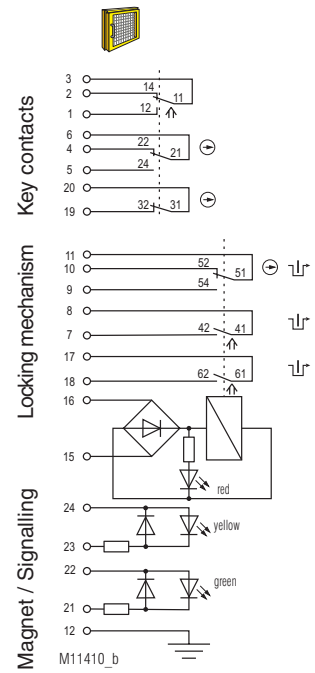 Key contacts
3
2 14
11
1 12
6
4 22
21
5 24
20
19 32 31
Locking mechanism
11
10 52
51
9 54
8
7 42 41
17
18 62 61
16
15
red
Magnet / Signalling
24
yellow
23
22
green
21
12
M11410_b